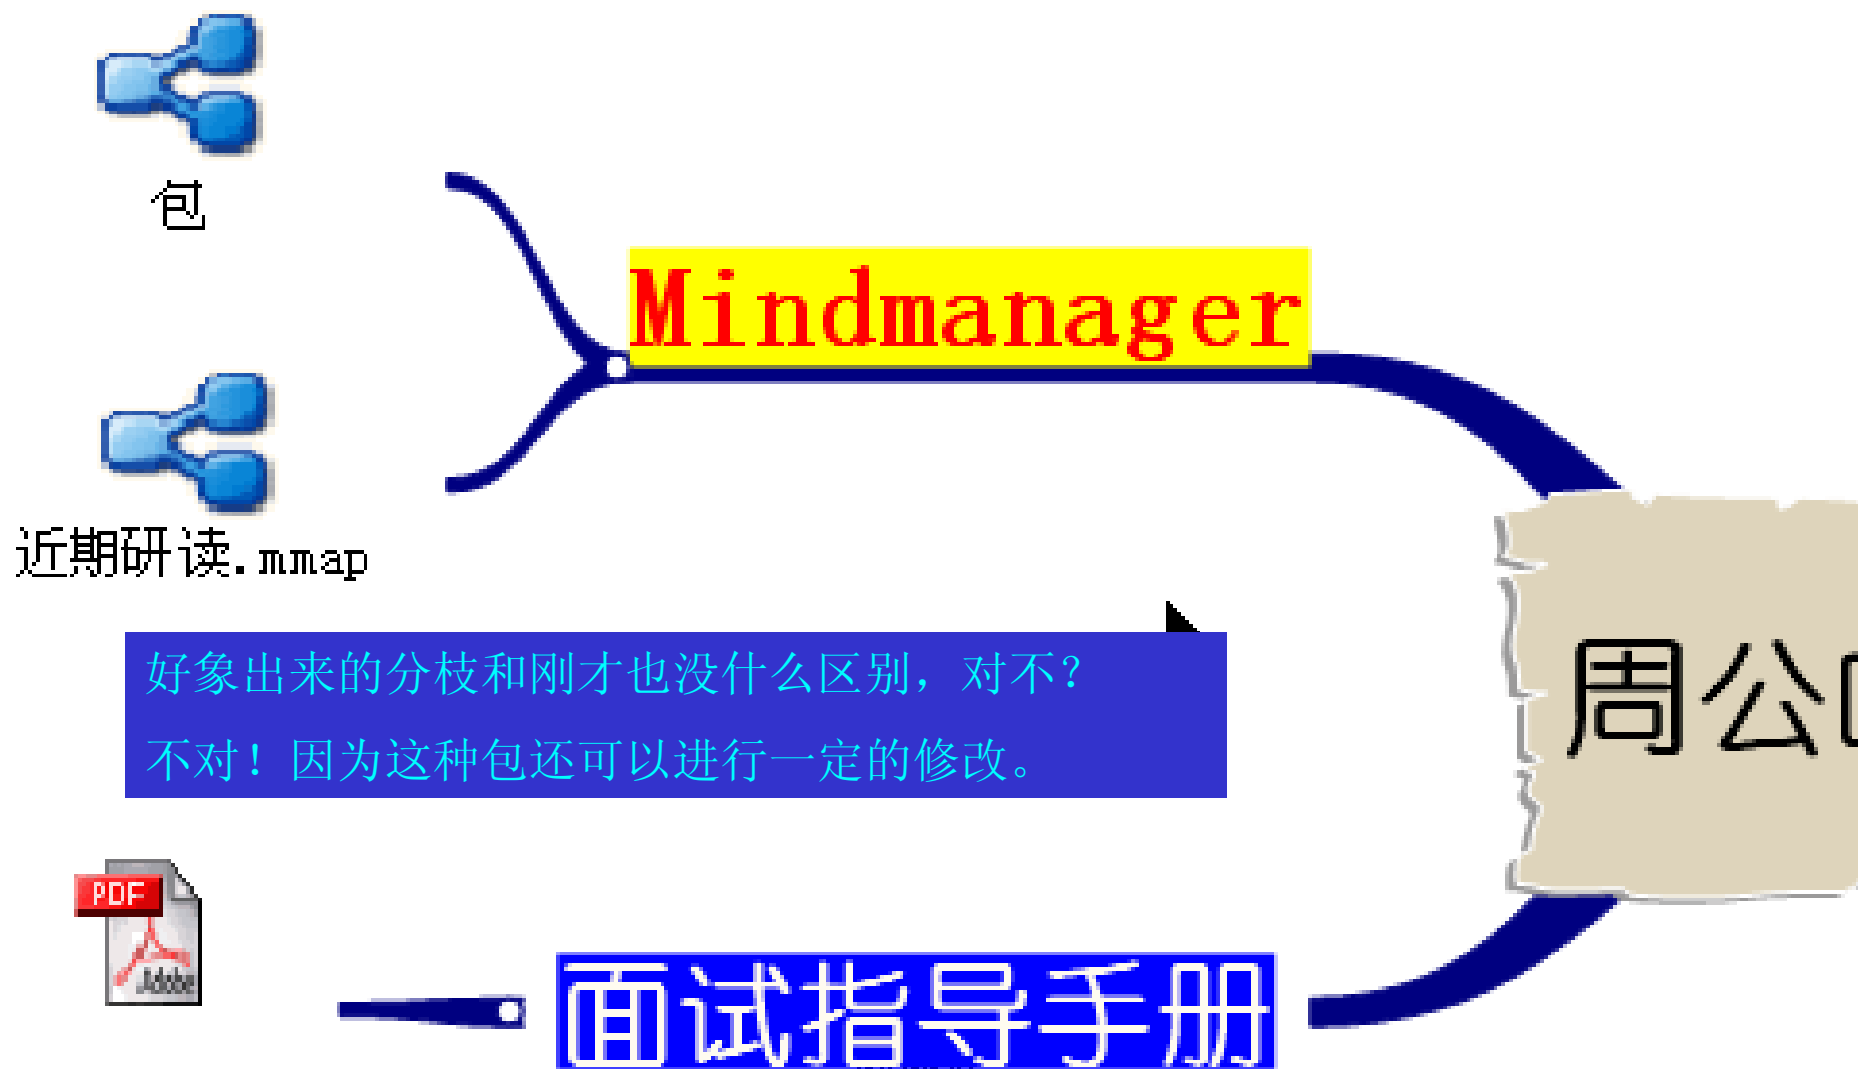 包
Mindmanager
近期研读.mmap
好象出来的分枝和刚才也没什么区别，对不？
不对！因为这种包还可以进行一定的修改。
周公
PDF
Adobe
面试指导手册